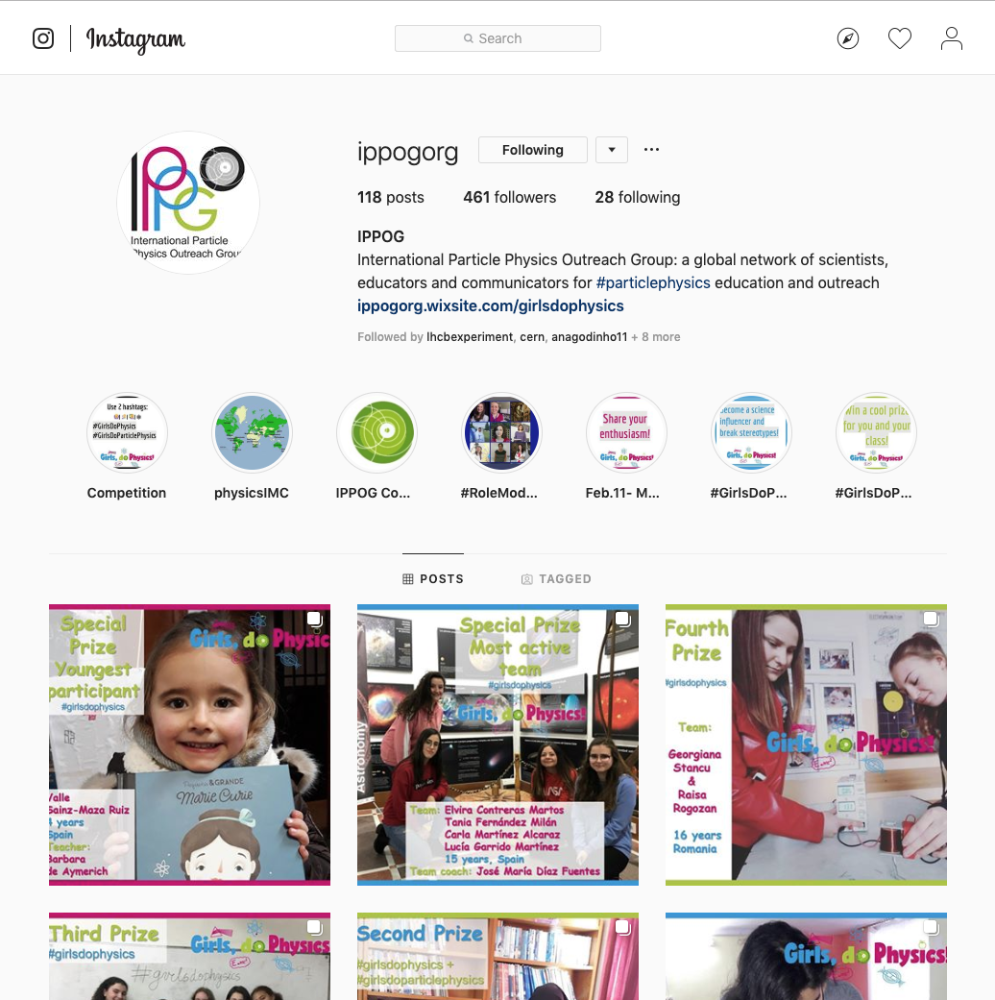 Instagram
Search
ippogorg
Following
118 posts
461 followers
28 following
IPPOG
International Particle
Physics Outreach Group
IPPOG
International Particle Physics Outreach Group: a global network of scientists,
educators and communicators for #particlephysics education and outreach
ippogorg.wixsite.com/girlsdophysics
Followed by lhcbexperiment, cern, anagodinho11 + 8 more
Use 2 hashtags:
#GirlsDoPhysics
#GirlsDoParticlePhysics
Girls, do Physics!
Share your
enthusiasm!
Girls, do Physics!
become a science
influencer and
break stereotypes!
Girls, do Physics!
Win a cool prize
for you and your
class!
Girls, do Physics!
Competition
physicsIMC
IPPOG Co...
#RoleMod...
Feb.11- M...
#GirlsDoP...
#GirlsDoP...
POSTS
TAGGED
Special
Prize
Youngest
participant
#girlsdophysics
Girls, do Physic
Pequeña & GRANDE
Marie Curie
Valle
Sainz-Maza Ruiz
4 years
Spain
Teacher:
Barbara
de Aymerich
Special Prize
Most active
team
#girlsdophysics
Girls, do Physics!
Astronomy
Team: Elvira Contreras Martos
Tania Fernández Milán
Carla Martínez Alcaraz
Lucía Garrido Martínez
15 years, Spain
Team coach: José María Díaz Fuentes
Fourth
Prize
#girlsdophysics
Girls, do Physics!
Team:
Georgiana
Stancu
&
Raisa
Rogozan
16 years
Romania
Third Prize
#girlsdophysics
Girls, do Physics
#girlsdophysics
Second Prize
#girlsdophysics +
#girlsdoparticlephysics
Girls, do Physics!